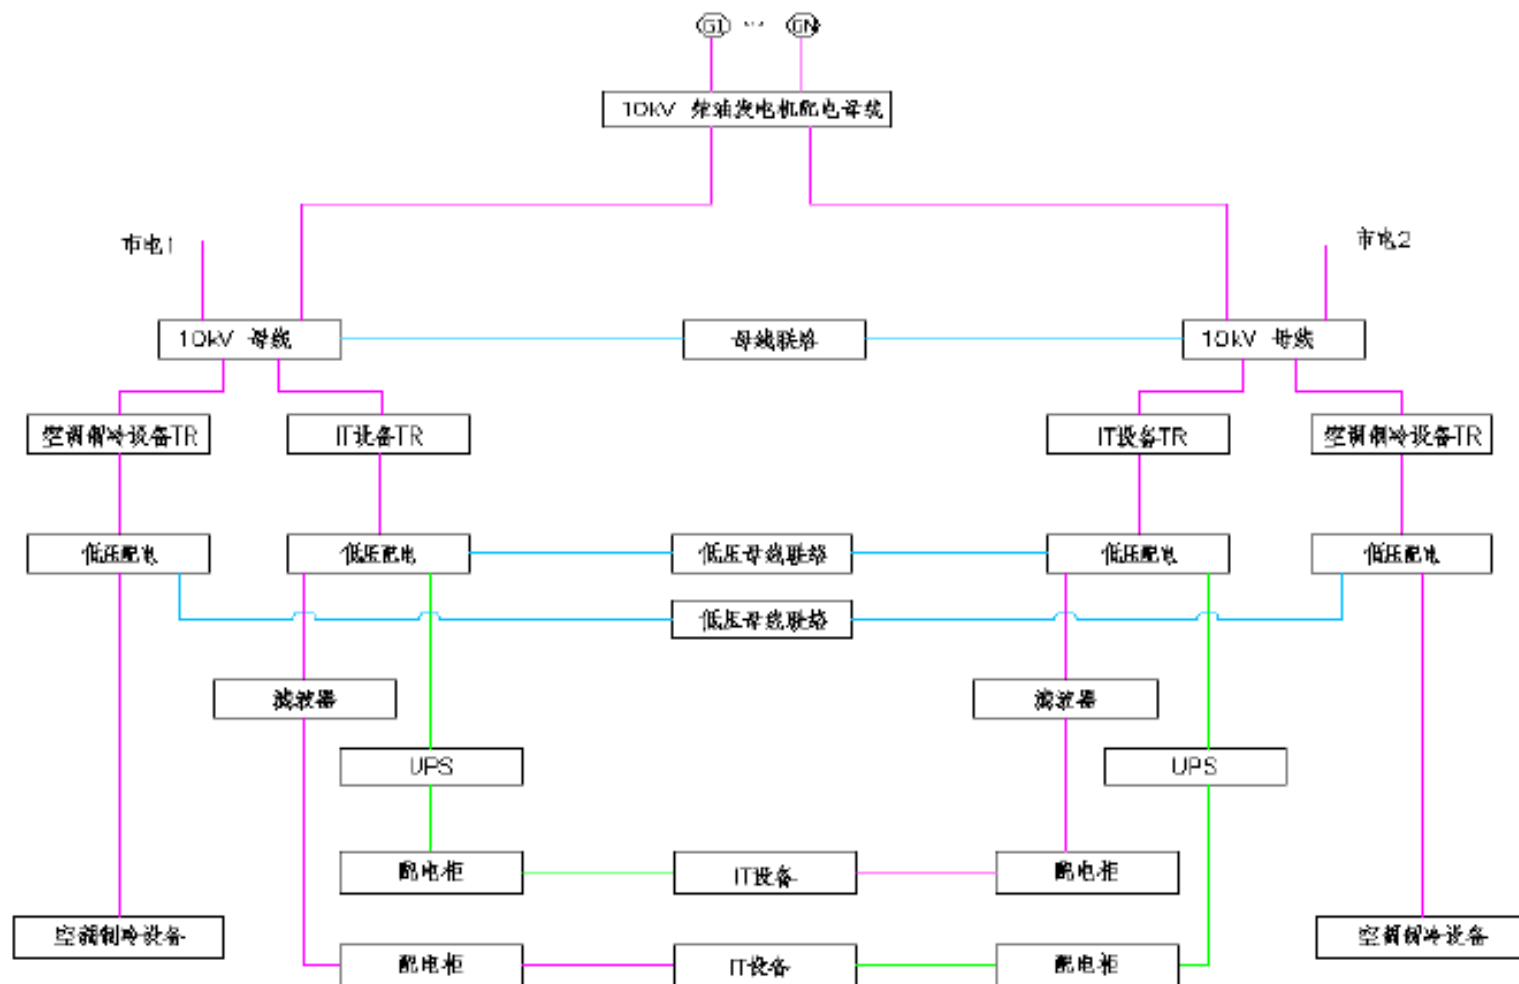 G1 ... GN
10kV 柴油发电机配电母线
市电1
市电2
10kV 母线
母线联络
10kV 母线
空调制冷设备TR
IT设备TR
IT设备TR
空调制冷设备TR
低压配电
低压配电
低压母线联络
低压配电
低压配电
低压母线联络
滤波器
滤波器
UPS
UPS
配电柜
IT设备
配电柜
空调制冷设备
空调制冷设备
配电柜
IT设备
配电柜